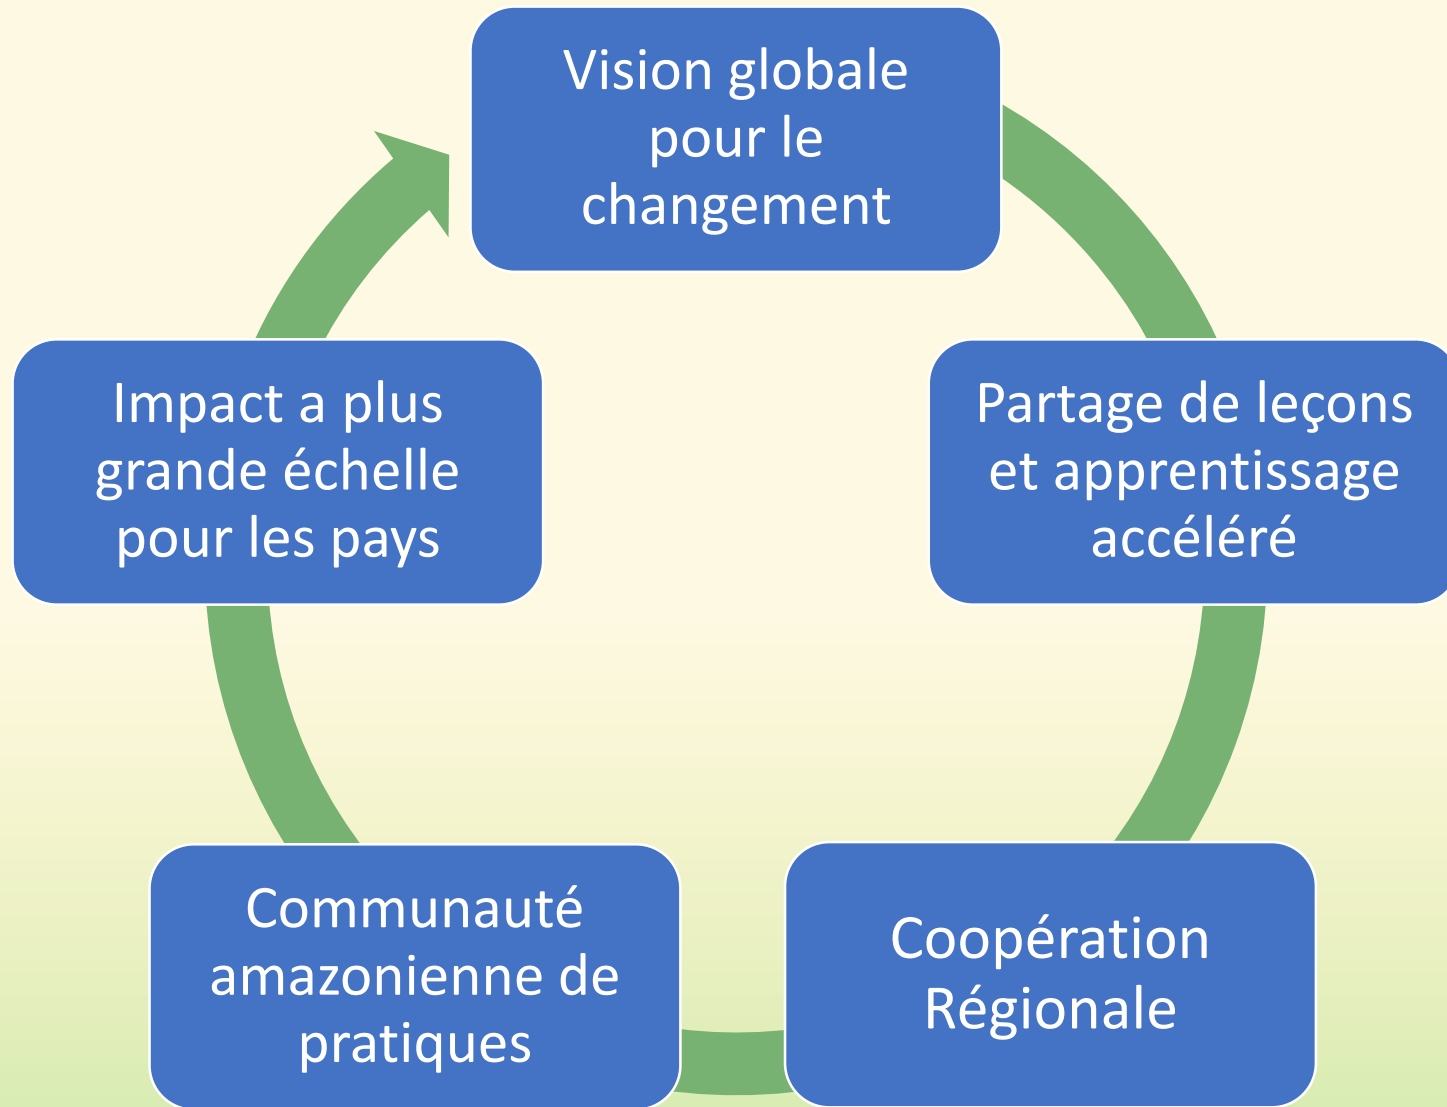 Vision globale
pour le
changement
Partage de leçons
et apprentissage
accéléré
Coopération
Régionale
Communauté
amazonienne de
pratiques
Impact a plus
grande échelle
pour les pays